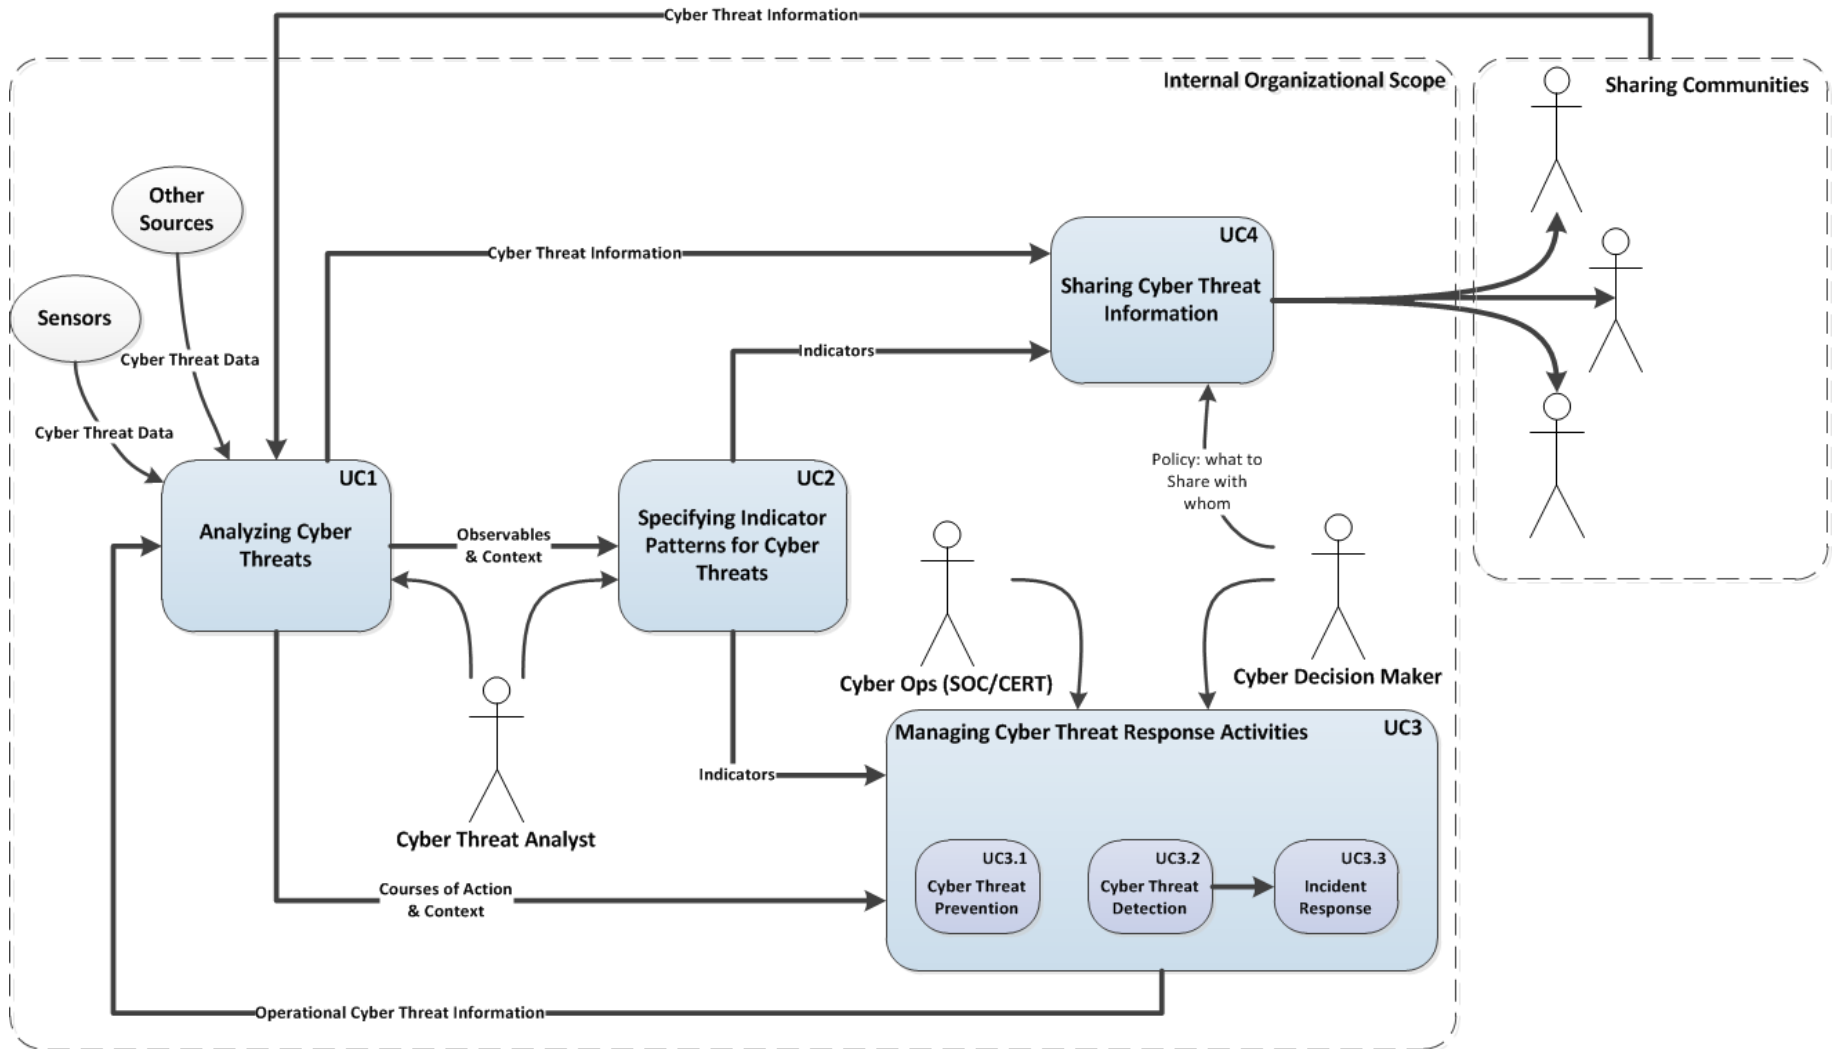 Cyber Threat Information
Internal Organizational Scope
Sharing Communities
Other
Sources
Sensors
Cyber Threat Data
Cyber Threat Data
Cyber Threat Information
UC4
Sharing Cyber Threat
Information
Indicators
Policy: what to
Share with
whom
UC1
Analyzing Cyber
Threats
Observables
& Context
UC2
Specifying Indicator
Patterns for Cyber
Threats
Cyber Ops (SOC/CERT)
Cyber Decision Maker
Cyber Threat Analyst
Indicators
Managing Cyber Threat Response Activities
UC3
UC3.1
Cyber Threat
Prevention
UC3.2
Cyber Threat
Detection
UC3.3
Incident
Response
Courses of Action
& Context
Operational Cyber Threat Information